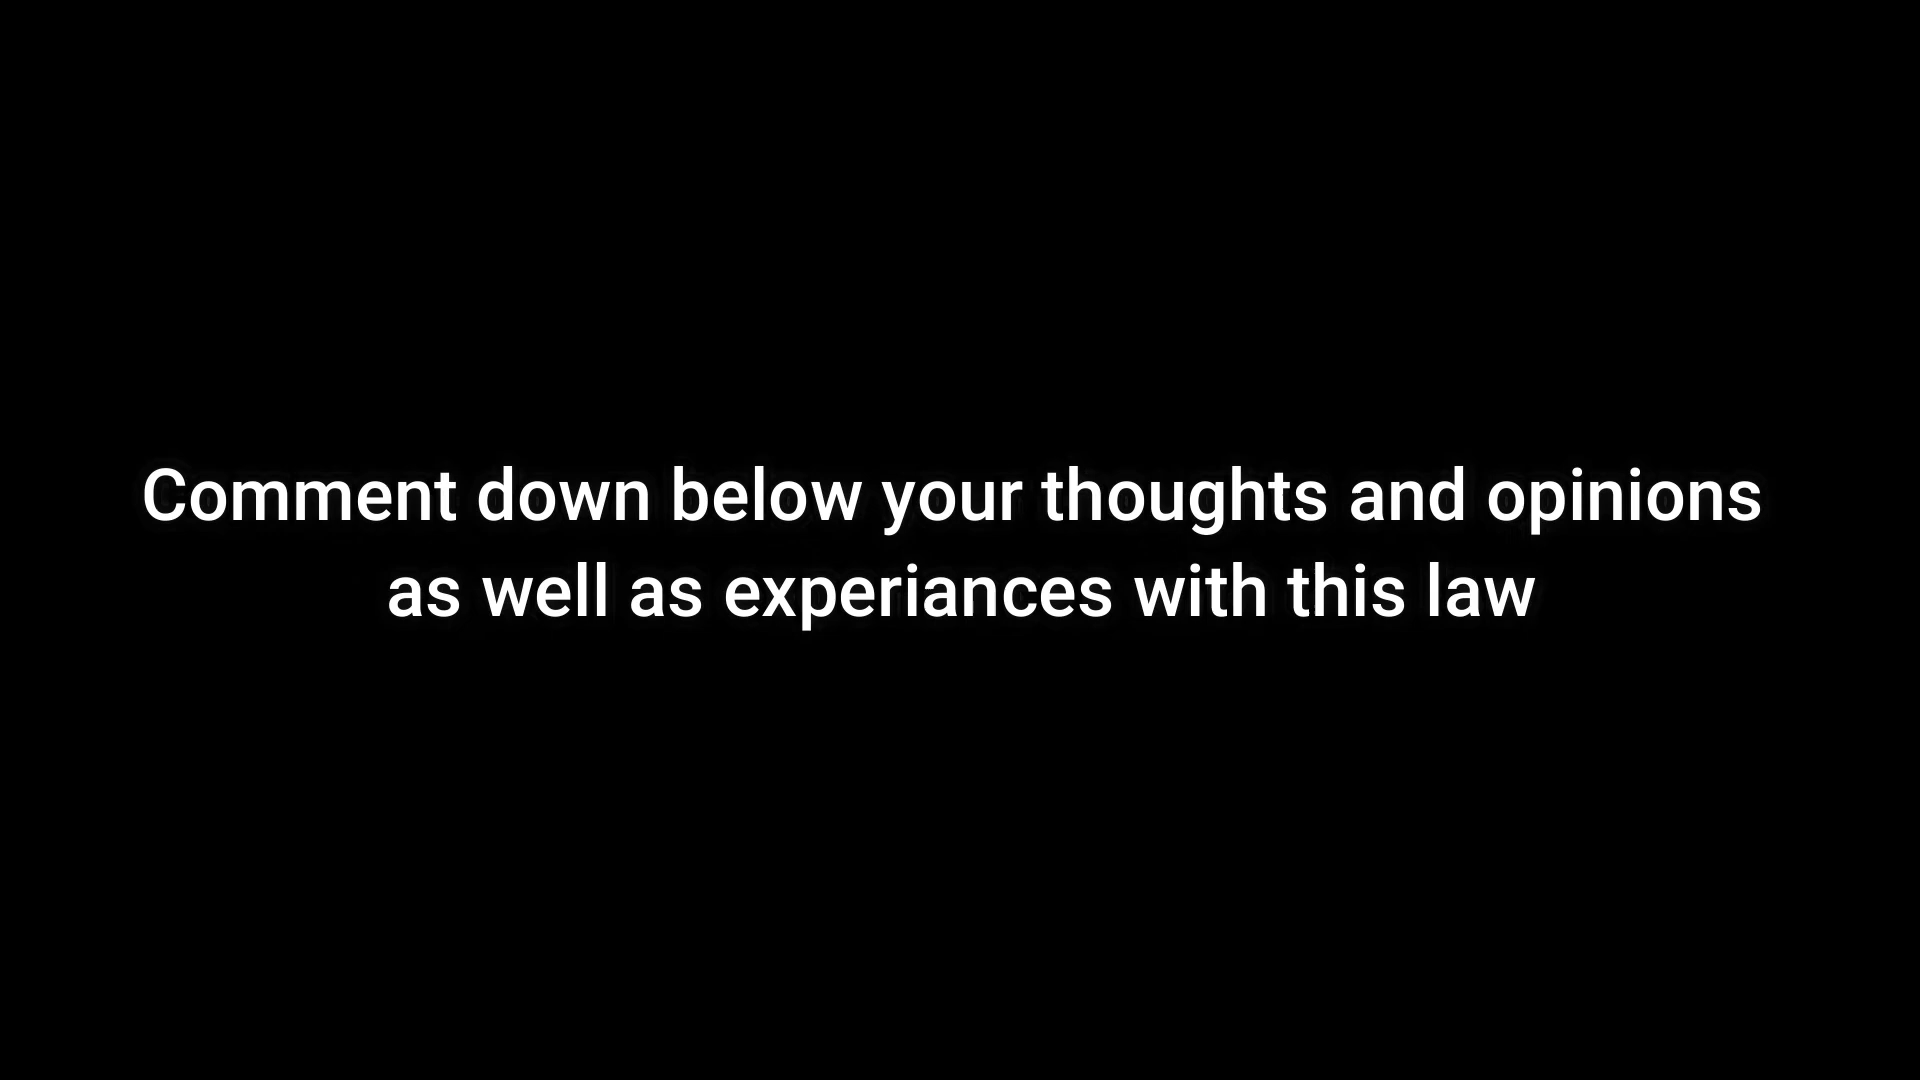 Comment down below your thoughts and opinions
as well as experiances with this law